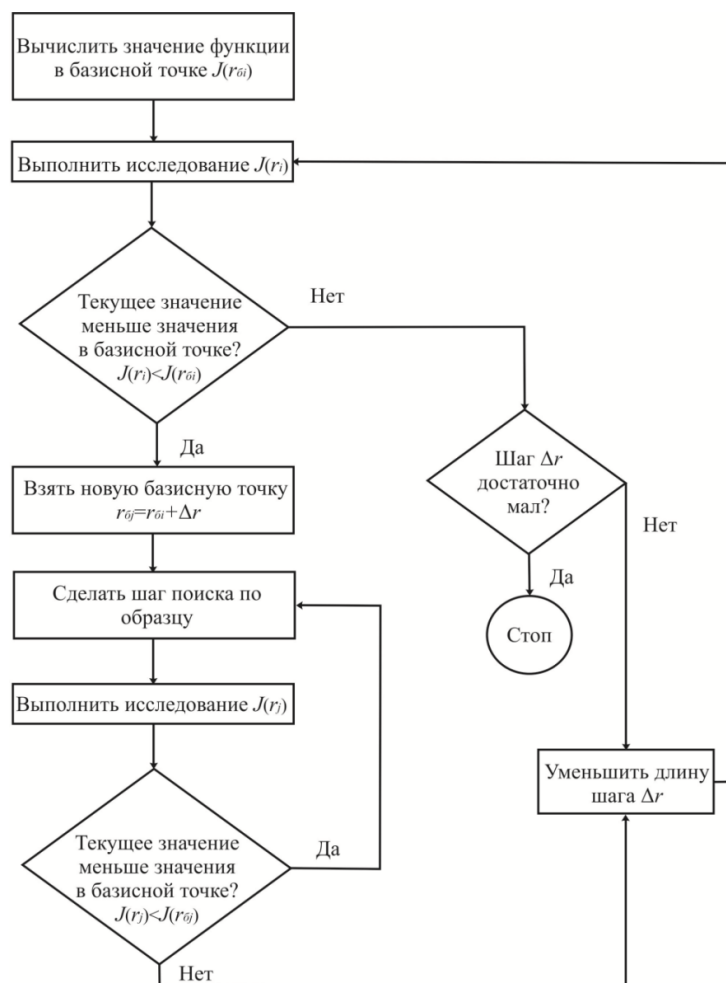 Вычислить значение функции
в базисной точке J(rбi)
Выполнить исследование J(ri)
Текущее значение
меньше значения
в базисной точке?
J(ri)<J(rбi)
Нет
Да
Взять новую базисную точку
rбj=rбi+Δr
Сделать шаг поиска по
образцу
Выполнить исследование J(rj)
Текущее значение
меньше значения
в базисной точке?
J(rj)<J(rбj)
Да
Нет
Шаг Δr
достаточно
мал?
Нет
Да
Стоп
Уменьшить длину
шага Δr